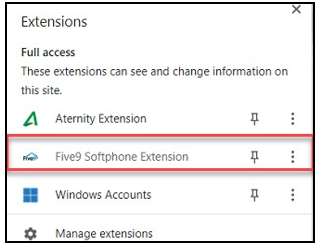 Extensions
Full access
These extensions can see and change information on
this site.
Aternity Extension
Five9 Five9 Softphone Extension
Windows Accounts
Manage extensions